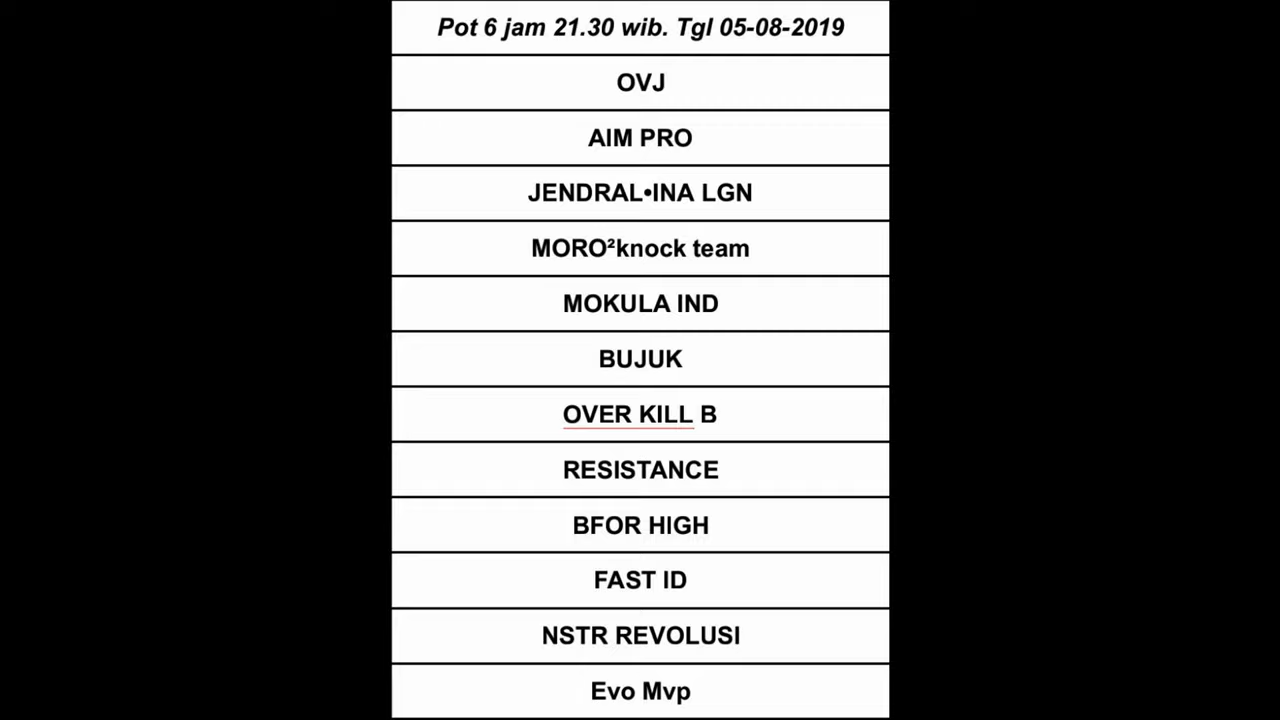 Pot 6 jam 21.30 wib. Tgl 05-08-2019
OVJ
AIM PRO
JENDRAL•INA LGN
MORO²knock team
MOKULA IND
BUJUK
OVER KILL B
RESISTANCE
BFOR HIGH
FAST ID
NSTR REVOLUSI
Evo Mvp